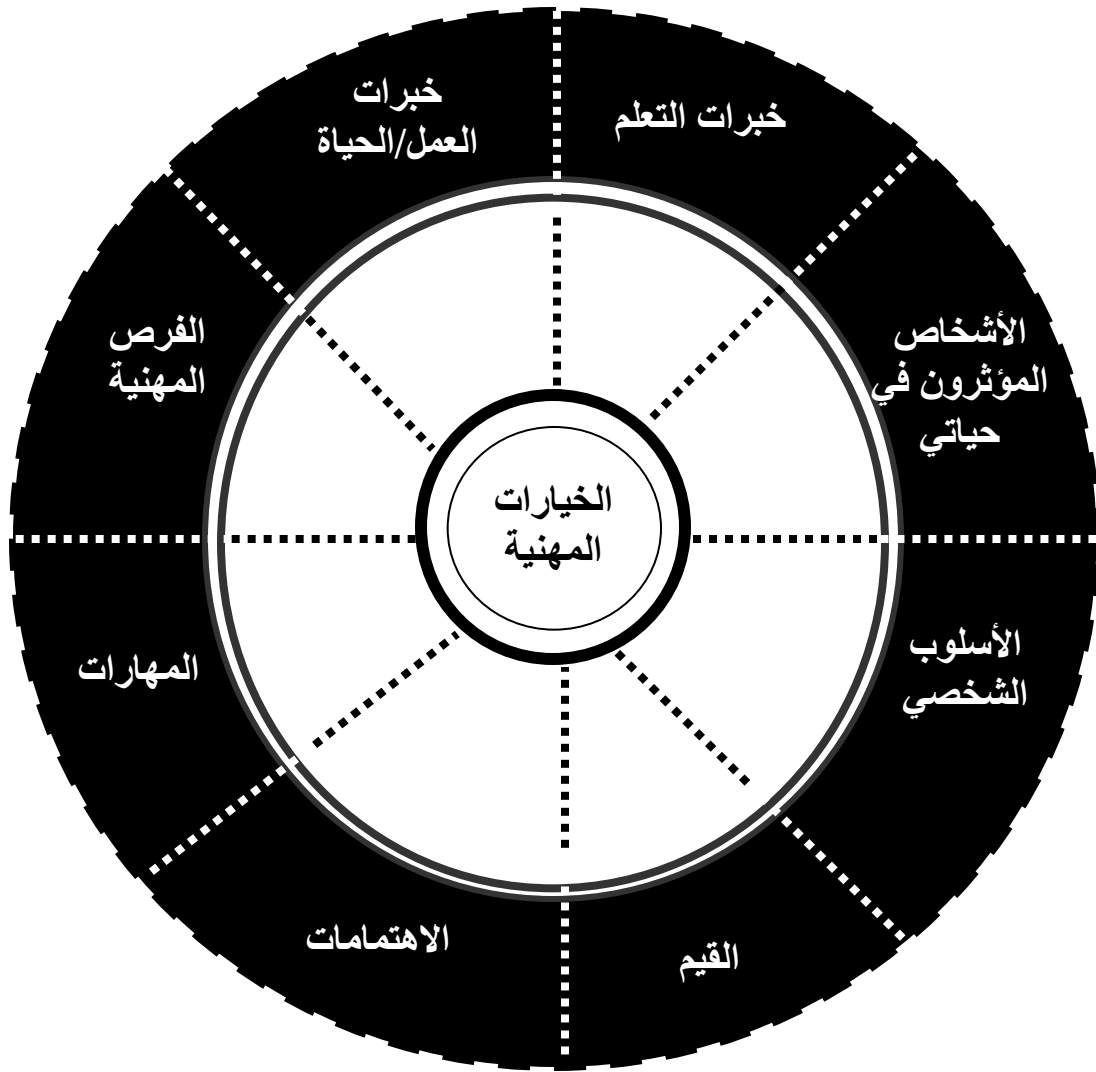 خبرات
العمل/الحياة
خبرات التعلم
الأشخاص
المؤثرون في
حياتي
الأسلوب
الشخصي
القيم
الاهتمامات
المهارات
الفرص
المهنية
الخيارات
المهنية